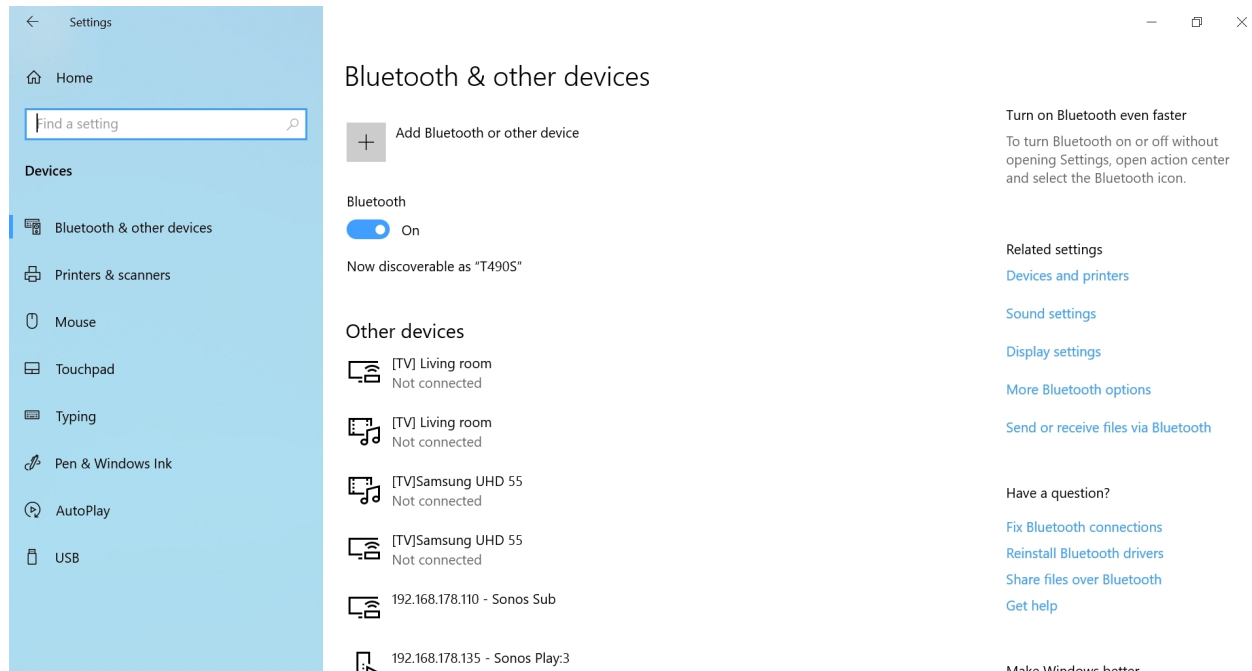 Settings
Home
Find a setting
Devices
Bluetooth & other devices
Printers & scanners
Mouse
Touchpad
Typing
Pen & Windows Ink
AutoPlay
USB
Bluetooth & other devices
Add Bluetooth or other device
Bluetooth
On
Now discoverable as “T490S”
Other devices
[TV] Living room
Not connected
[TV] Living room
Not connected
[TV]Samsung UHD 55
Not connected
[TV]Samsung UHD 55
Not connected
192.168.178.110 - Sonos Sub
192.168.178.135 - Sonos Play:3
Turn on Bluetooth even faster
To turn Bluetooth on or off without
opening Settings, open action center
and select the Bluetooth icon.
Related settings
Devices and printers
Sound settings
Display settings
More Bluetooth options
Send or receive files via Bluetooth
Have a question?
Fix Bluetooth connections
Reinstall Bluetooth drivers
Share files over Bluetooth
Get help
Make Windows better